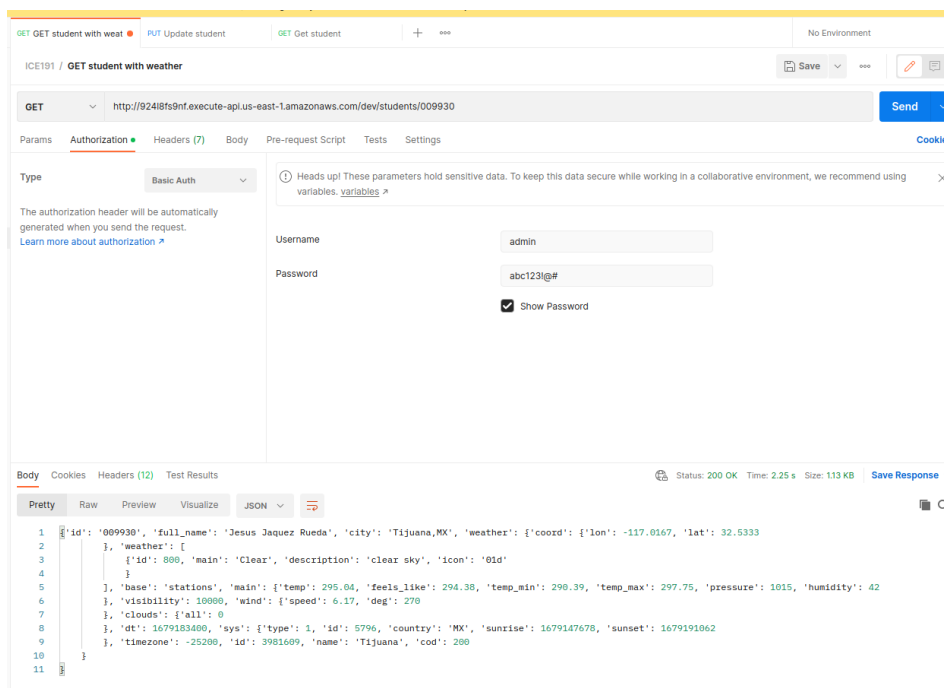 GET GET student with weat PUT Update student GET Get student + ooo No Environment
ICE191 / GET student with weather Save ooo
GET http://924l8fs9nf.execute-api.us-east-1.amazonaws.com/dev/students/009930 Send
Params Authorization Headers (7) Body Pre-request Script Tests Settings Cookie
Type Basic Auth
The authorization header will be automatically
generated when you send the request.
Learn more about authorization ↗
Heads up! These parameters hold sensitive data. To keep this data secure while working in a collaborative environment, we recommend using
variables. variables ↗
Username admin
Password abc123!@#
Show Password
Body Cookies Headers (12) Test Results Status: 200 OK Time: 2.25 s Size: 1.13 KB Save Response
Pretty Raw Preview Visualize JSON
1 {'id': '009930', 'full_name': 'Jesus Jaquez Rueda', 'city': 'Tijuana,MX', 'weather': {'coord': {'lon': -117.0167, 'lat': 32.5333
2 }, 'weather': [
3 {'id': 800, 'main': 'Clear', 'description': 'clear sky', 'icon': '01d'
4 }
5 ], 'base': 'stations', 'main': {'temp': 295.04, 'feels_like': 294.38, 'temp_min': 290.39, 'temp_max': 297.75, 'pressure': 1015, 'humidity': 42
6 }, 'visibility': 10000, 'wind': {'speed': 6.17, 'deg': 270
7 }, 'clouds': {'all': 0
8 }, 'dt': 1679183400, 'sys': {'type': 1, 'id': 5796, 'country': 'MX', 'sunrise': 1679147678, 'sunset': 1679191062
9 }, 'timezone': -25200, 'id': 3981609, 'name': 'Tijuana', 'cod': 200
10 }
11 }